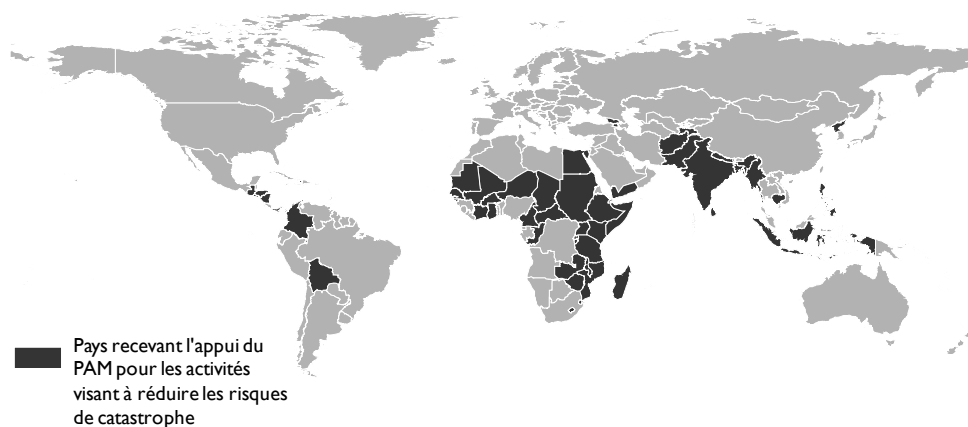 Pays recevant l'appui du
PAM pour les activités
visant à réduire les risques
de catastrophe